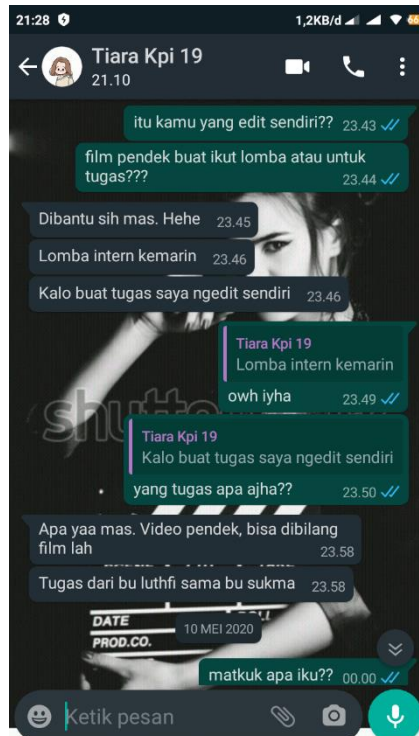 21:28
1,2KB/d
66
Tiara Kpi 19
21.10
itu kamu yang edit sendiri?? 23.43
film pendek buat ikut lomba atau untuk
tugas??? 23.44
Dibantu sih mas. Hehe 23.45
Lomba intern kemarin 23.46
Kalo buat tugas saya ngedit sendiri 23.46
Tiara Kpi 19
Lomba intern kemarin
owh iyha 23.49
Tiara Kpi 19
Kalo buat tugas saya ngedit sendiri
yang tugas apa ajha?? 23.50
Apa yaa mas. Video pendek, bisa dibilang
film lah 23.58
Tugas dari bu luthfi sama bu sukma 23.58
DATE
PROD.CO.
10 MEI 2020
matkuk apa iku?? 00.00
Ketik pesan